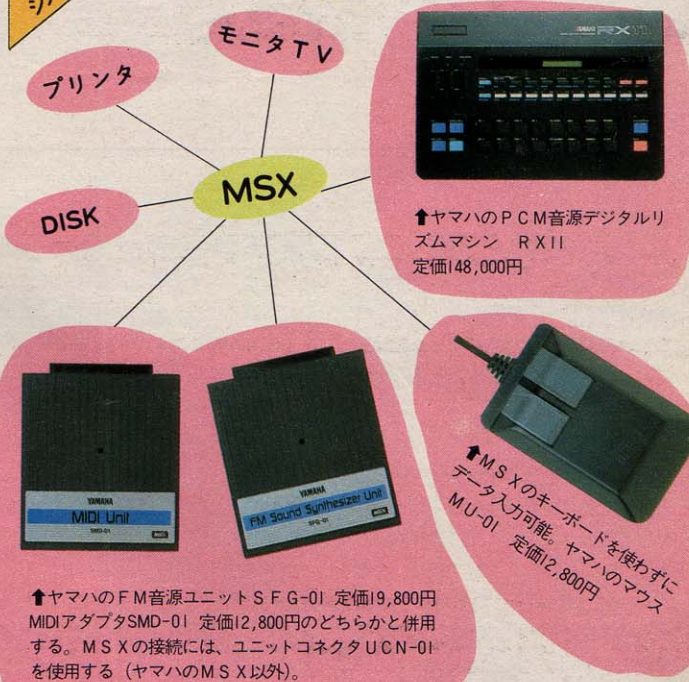 モニタTV
プリンタ
MSX
DISK
YAMAHA RX11
⬆ヤマハのPCM音源デジタルリ
ズムマシン RX11
定価148,000円
YAMAHA
MIDI Unit
SMD-01
YAMAHA
FM Sound Synthesizer Unit
SFG-01
⬆MSXのキーボードを使わずに
データ入力可能。ヤマハのマウス
MU-01 定価12,800円
⬆ヤマハのFM音源ユニットSFG-01 定価19,800円
MIDIアダプタSMD-01 定価12,800円のどちらかと併用
する。MSXの接続には、ユニットコネクタUCN-01
を使用する(ヤマハのMSX以外)。